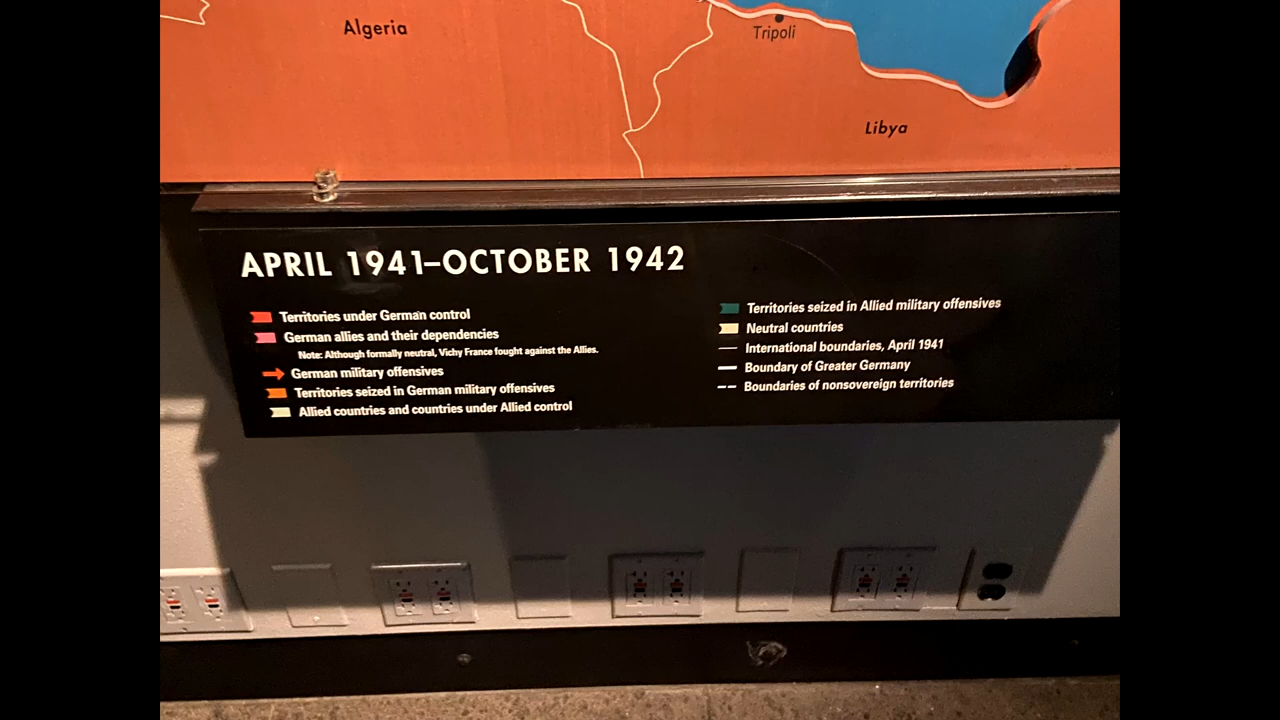 Algeria
Tripoli
Libya
APRIL 1941–OCTOBER 1942
Territories under German control
German allies and their dependencies
Note: Although formally neutral, Vichy France fought against the Allies.
German military offensives
Territories seized in German military offensives
Allied countries and countries under Allied control
Territories seized in Allied military offensives
Neutral countries
International boundaries, April 1941
Boundary of Greater Germany
Boundaries of nonsovereign territories